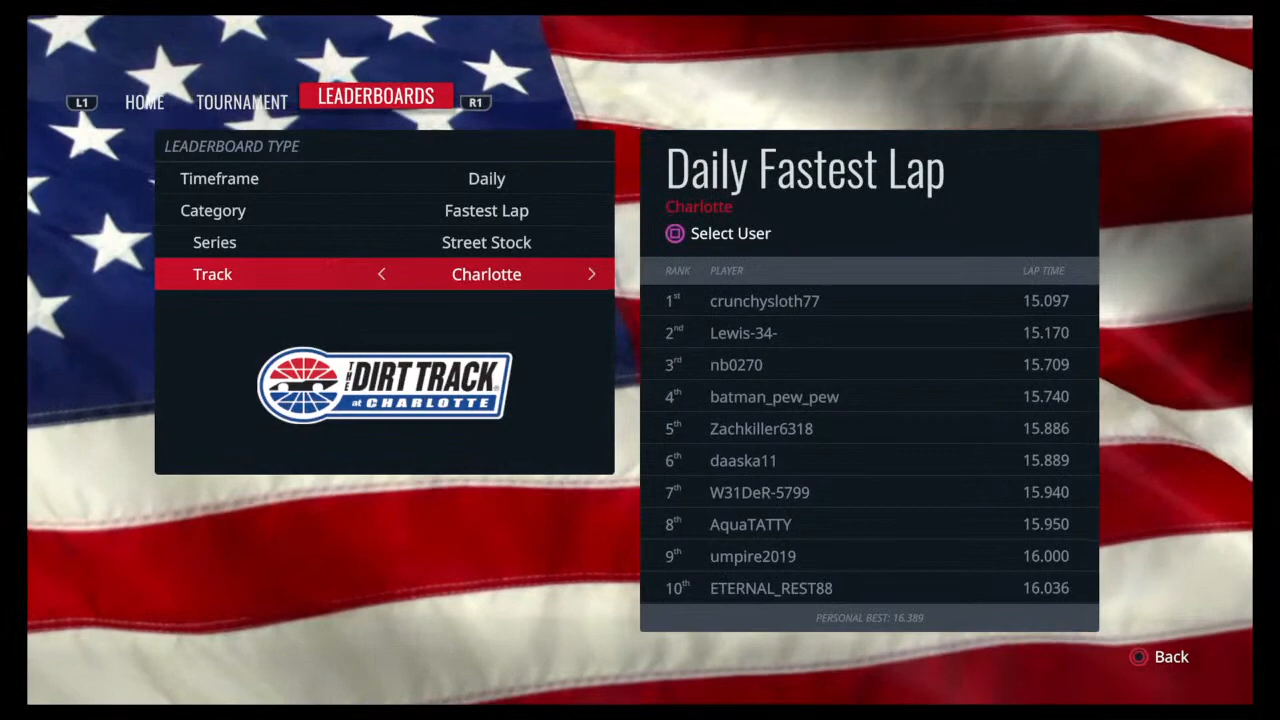 L1 HOME TOURNAMENT LEADERBOARDS R1
LEADERBOARD TYPE
Timeframe Daily
Category Fastest Lap
Series Street Stock
Track Charlotte
THE DIRT TRACK
at CHARLOTTE
Daily Fastest Lap
Charlotte
Select User
RANK PLAYER LAP TIME
1st crunchysloth77 15.097
2nd Lewis-34- 15.170
3rd nb0270 15.709
4th batman_pew_pew 15.740
5th Zachkiller6318 15.886
6th daaska11 15.889
7th W31DeR-5799 15.940
8th AquaTATTY 15.950
9th umpire2019 16.000
10th ETERNAL_REST88 16.036
PERSONAL BEST: 16.389
Back